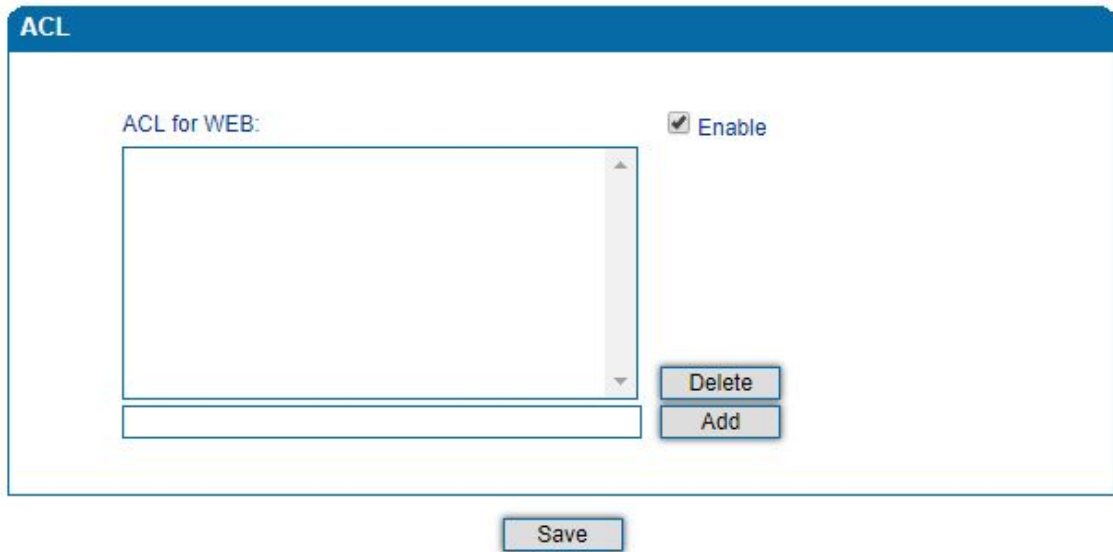 ACL
ACL for WEB:
Enable
Delete
Add
Save